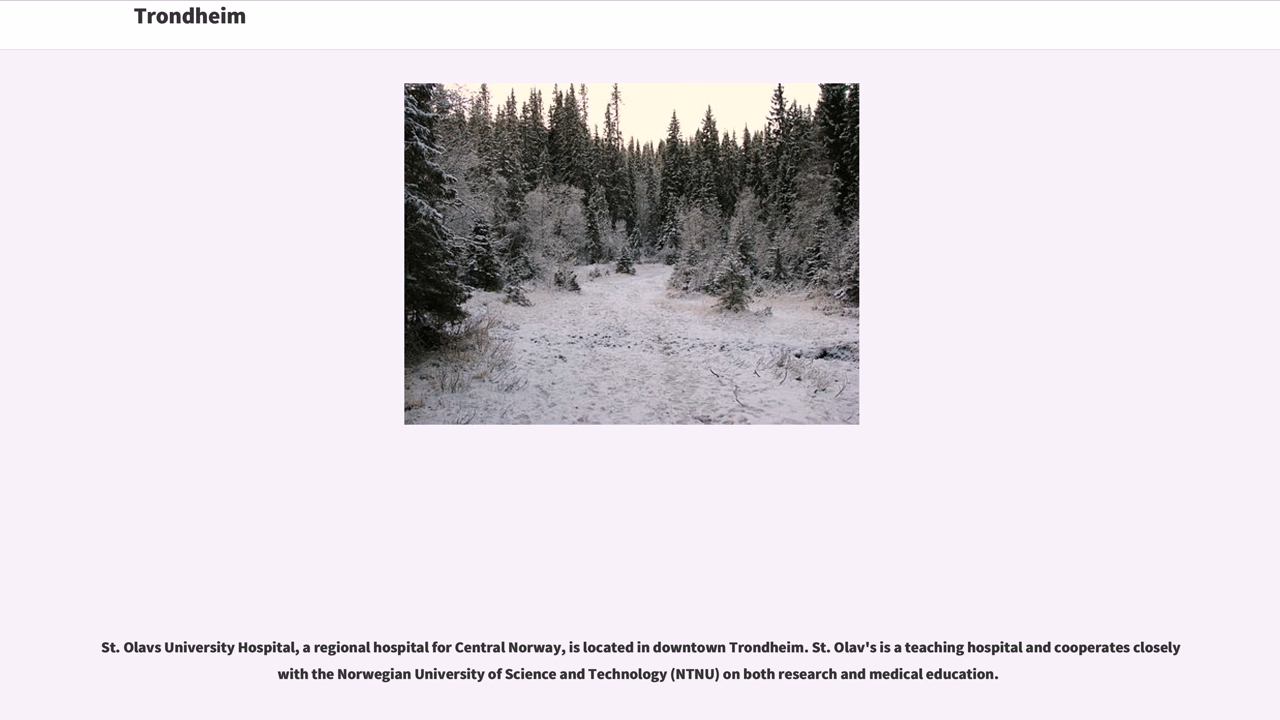 Trondheim
St. Olavs University Hospital, a regional hospital for Central Norway, is located in downtown Trondheim. St. Olav's is a teaching hospital and cooperates closely
with the Norwegian University of Science and Technology (NTNU) on both research and medical education.